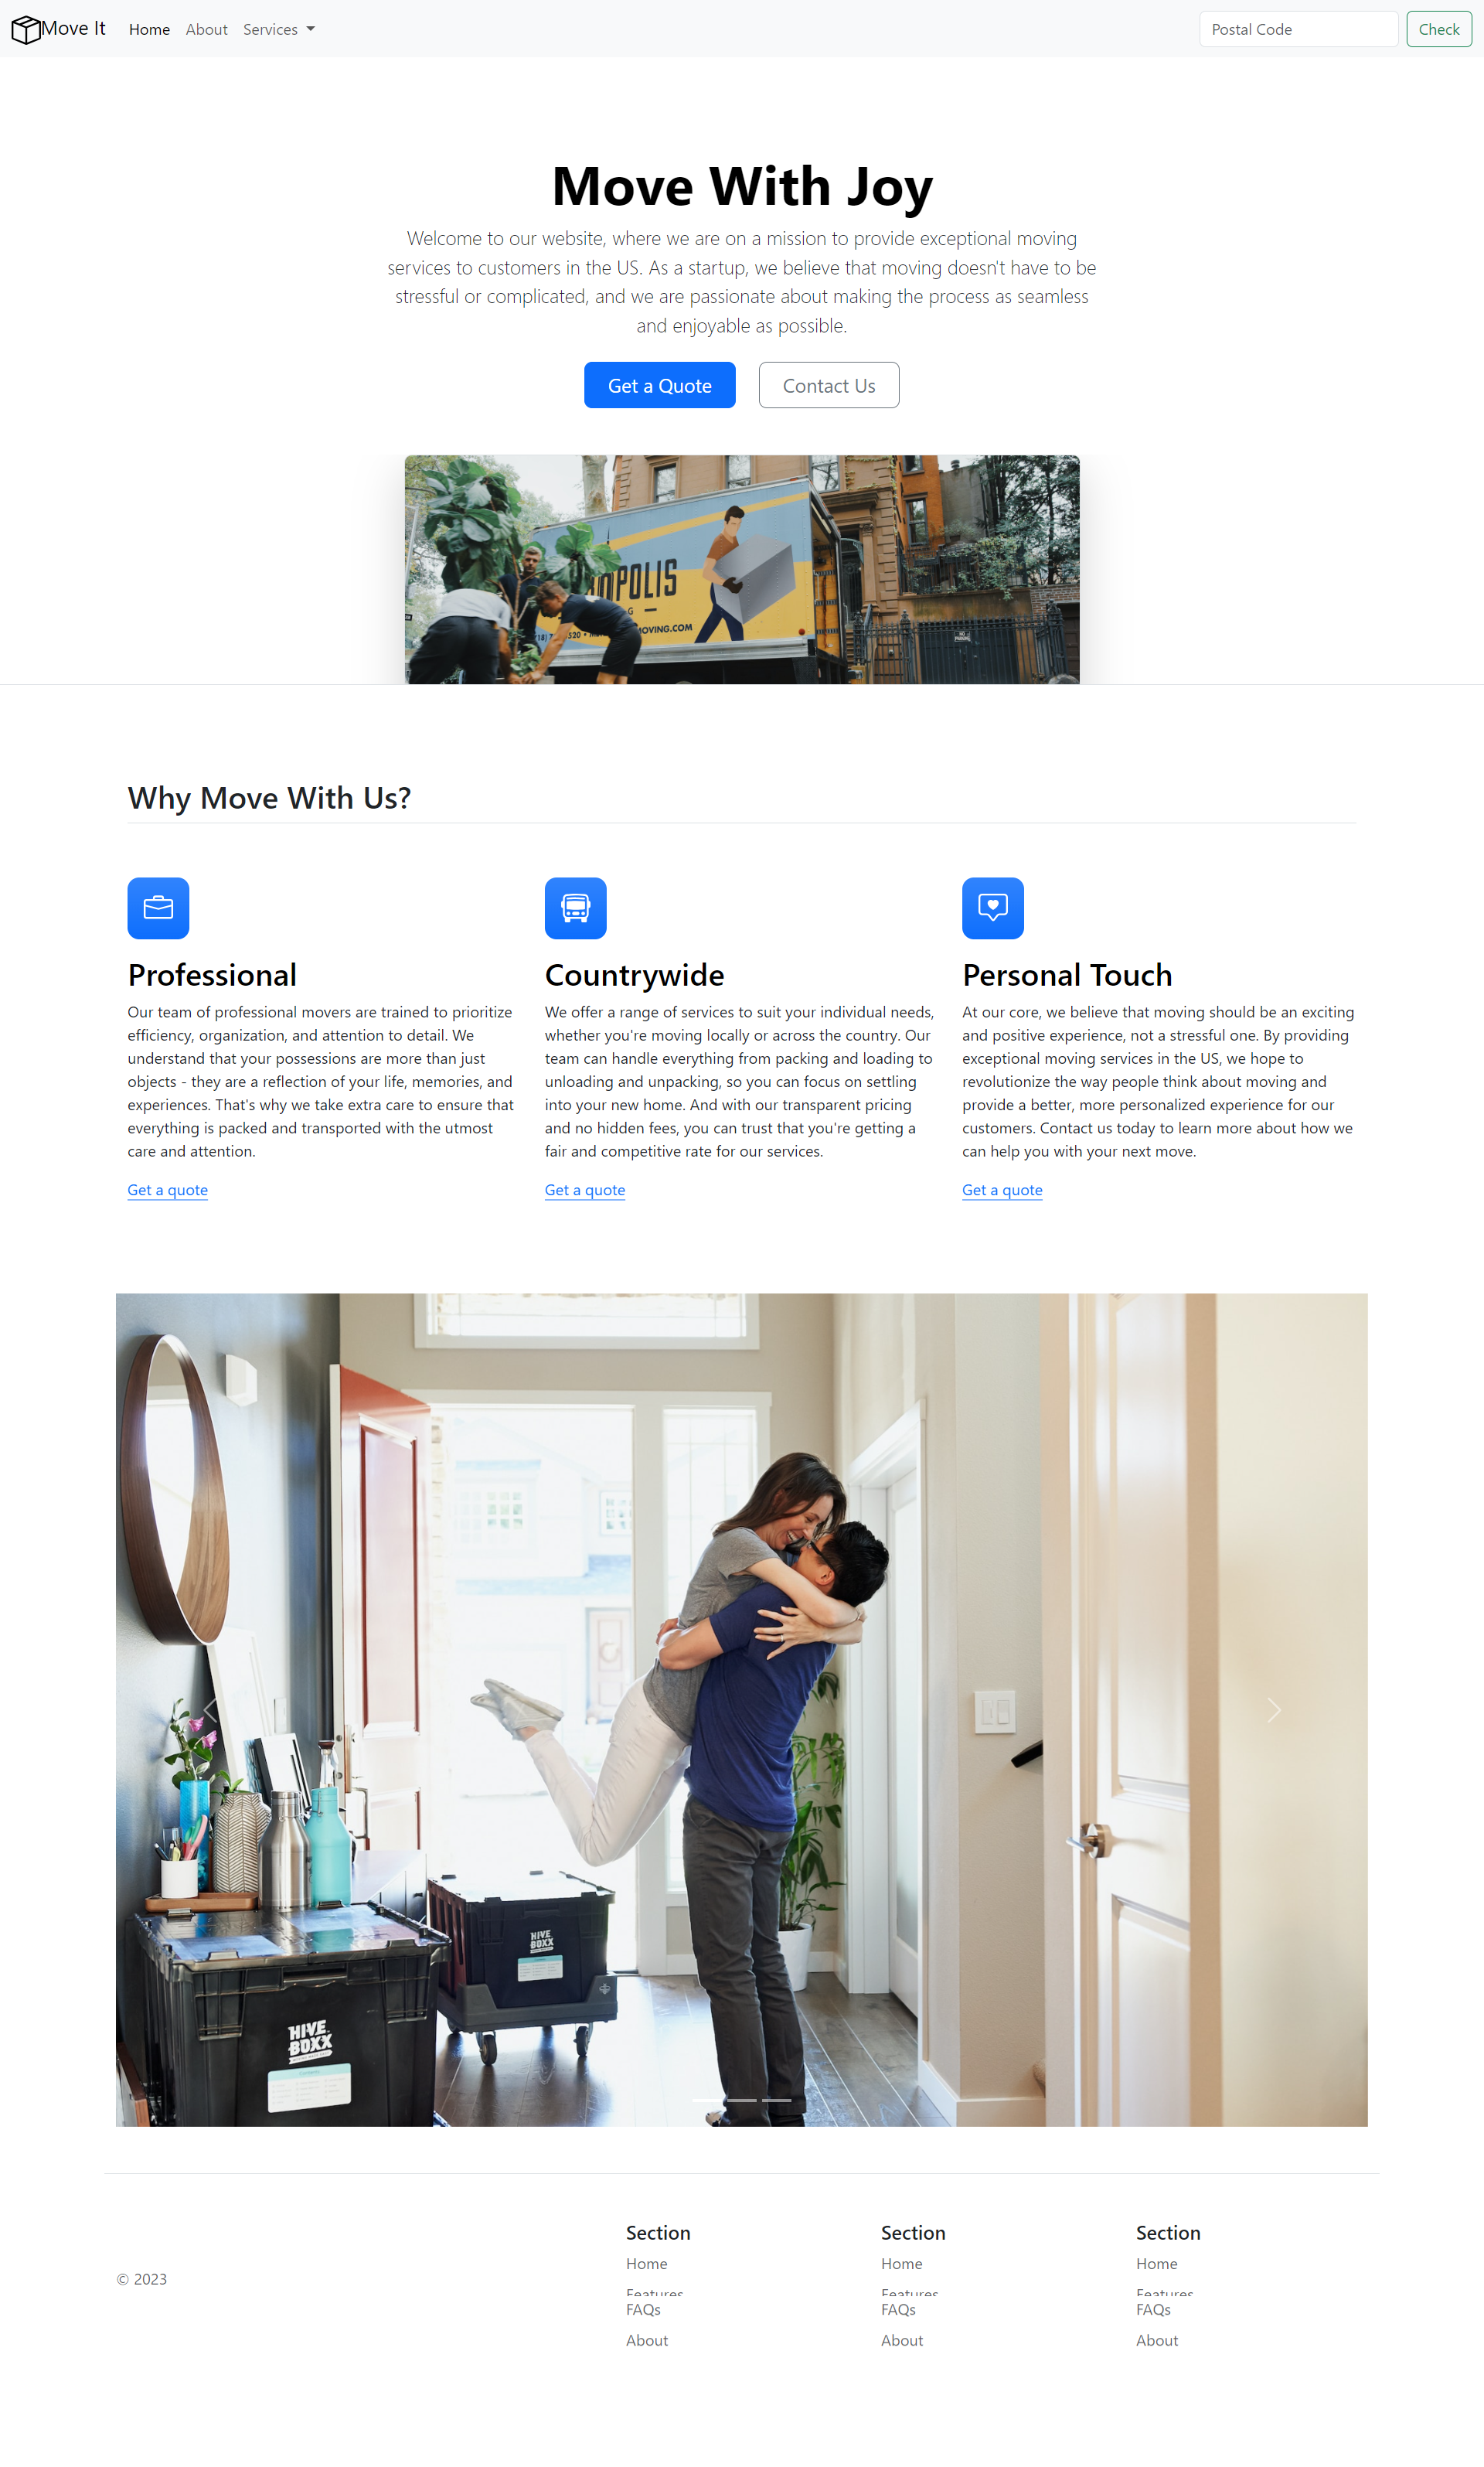 Move It Home About Services Postal Code Check
Move With Joy
Welcome to our website, where we are on a mission to provide exceptional moving
services to customers in the US. As a startup, we believe that moving doesn't have to be
stressful or complicated, and we are passionate about making the process as seamless
and enjoyable as possible.
Get a Quote Contact Us
POLIS
MOVING.COM
Why Move With Us?
Professional
Our team of professional movers are trained to prioritize
efficiency, organization, and attention to detail. We
understand that your possessions are more than just
objects - they are a reflection of your life, memories, and
experiences. That's why we take extra care to ensure that
everything is packed and transported with the utmost
care and attention.
Get a quote
Countrywide
We offer a range of services to suit your individual needs,
whether you're moving locally or across the country. Our
team can handle everything from packing and loading to
unloading and unpacking, so you can focus on settling
into your new home. And with our transparent pricing
and no hidden fees, you can trust that you're getting a
fair and competitive rate for our services.
Get a quote
Personal Touch
At our core, we believe that moving should be an exciting
and positive experience, not a stressful one. By providing
exceptional moving services in the US, we hope to
revolutionize the way people think about moving and
provide a better, more personalized experience for our
customers. Contact us today to learn more about how we
can help you with your next move.
Get a quote
HIVE
BOXX
HIVE
BOXX
© 2023
Section
Home
Features
FAQs
About
Section
Home
Features
FAQs
About
Section
Home
Features
FAQs
About